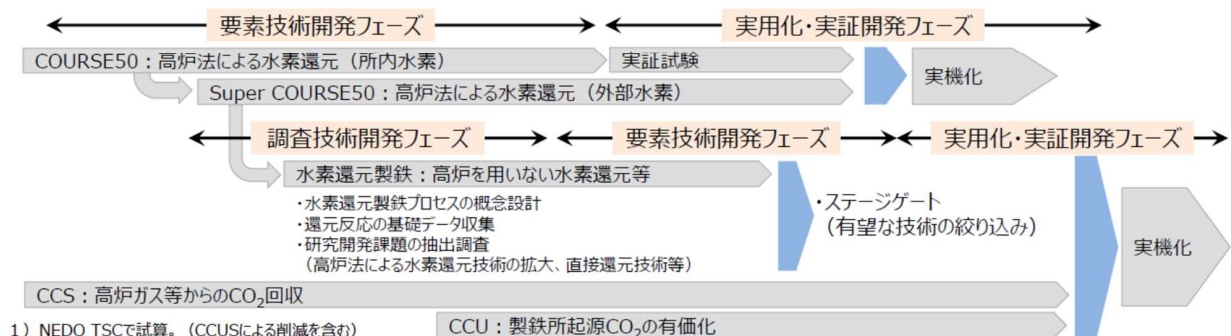 要素技術開発フェーズ
実用化・実証開発フェーズ
COURSE50：高炉法による水素還元（所内水素）
実証試験
実機化
Super COURSE50：高炉法による水素還元（外部水素）
調査技術開発フェーズ
要素技術開発フェーズ
実用化・実証開発フェーズ
水素還元製鉄：高炉を用いない水素還元等
・水素還元製鉄プロセスの概念設計
・還元反応の基礎データ収集
・研究開発課題の抽出調査
（高炉法による水素還元技術の拡大、直接還元技術等）
・ステージゲート
（有望な技術の絞り込み）
実機化
CCS：高炉ガス等からのCO₂回収
CCU：製鉄所起源CO₂の有価化
1）NEDO TSCで試算。（CCUSによる削減を含む）